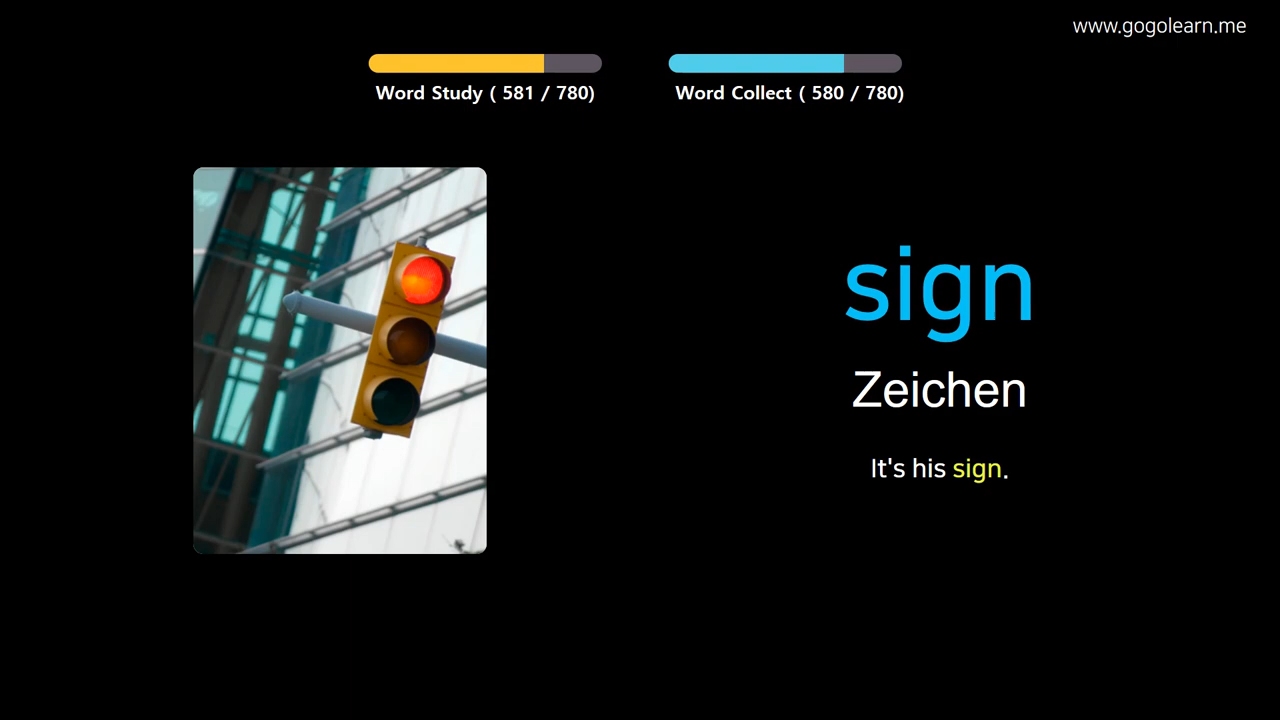 www.gogolearn.me
Word Study ( 581 / 780)
Word Collect ( 580 / 780)
sign
Zeichen
It's his sign.